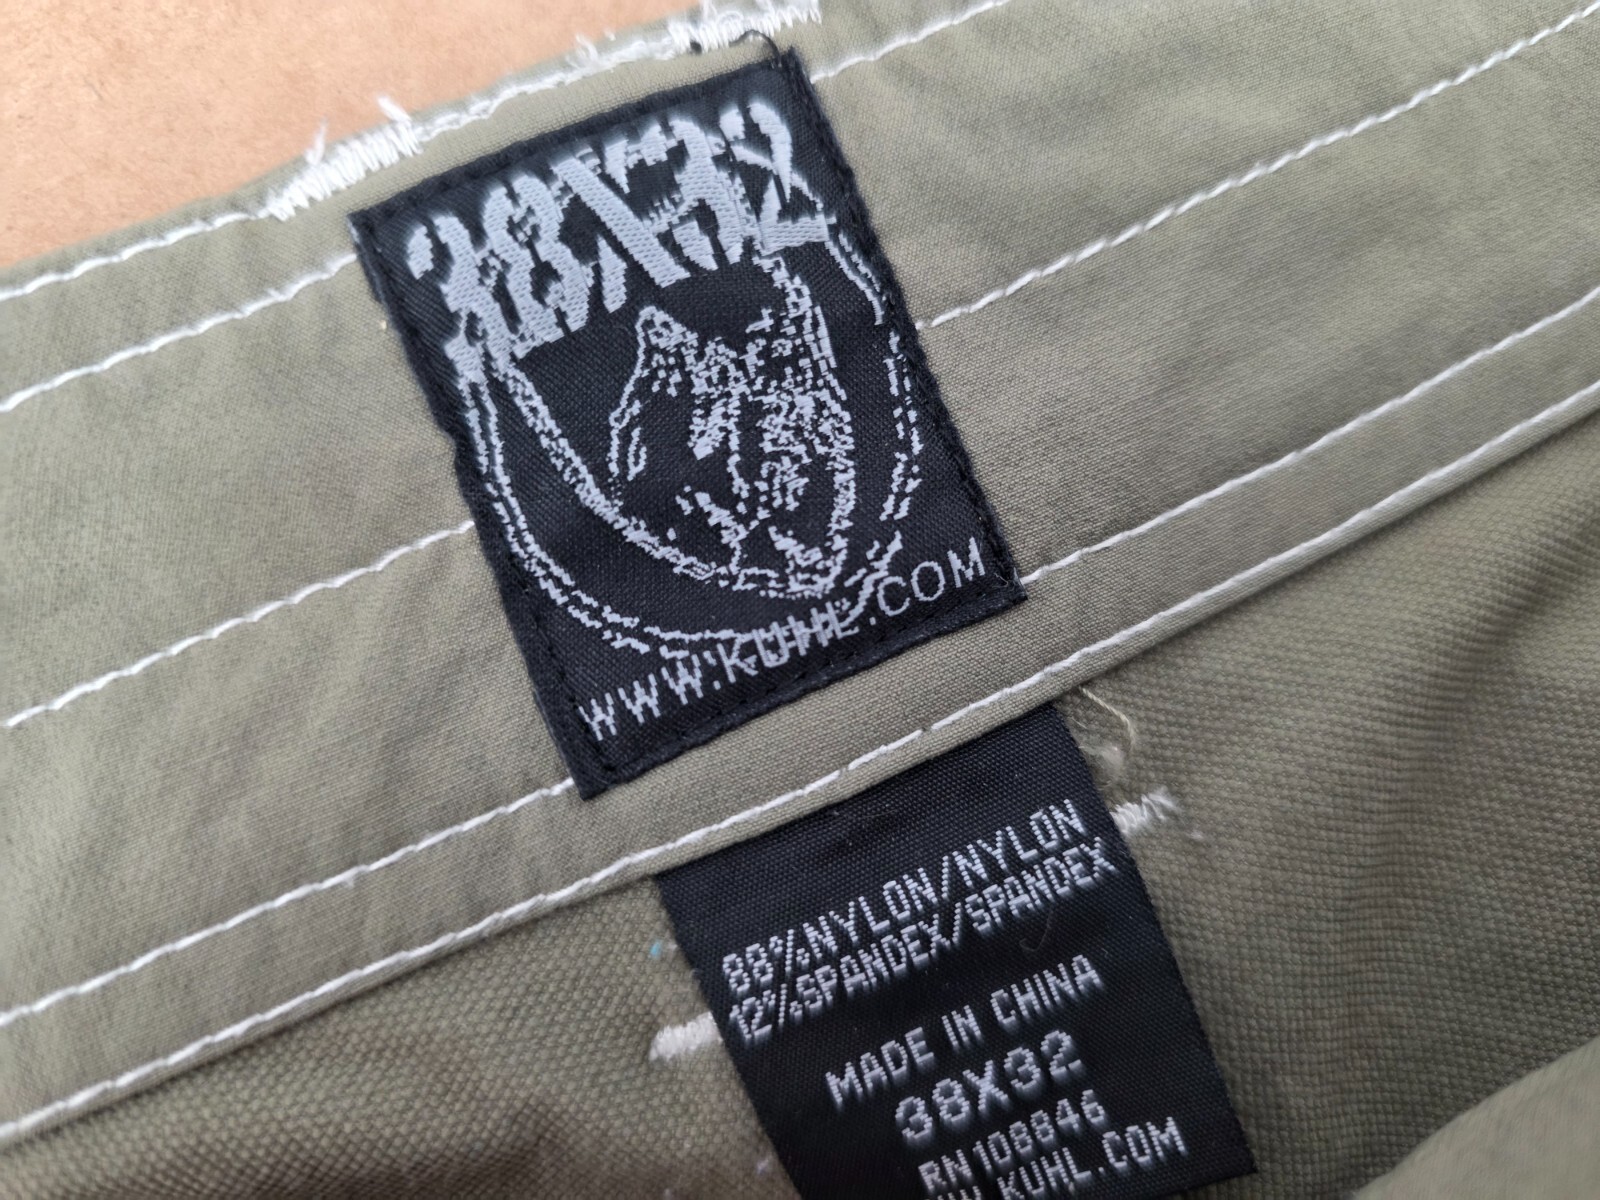 38X32
WWW.KUHL.COM
88%NYLON/NYLON
12%SPANDEX/SPANDEX
MADE IN CHINA
38X32
RN108846
KUHL.COM